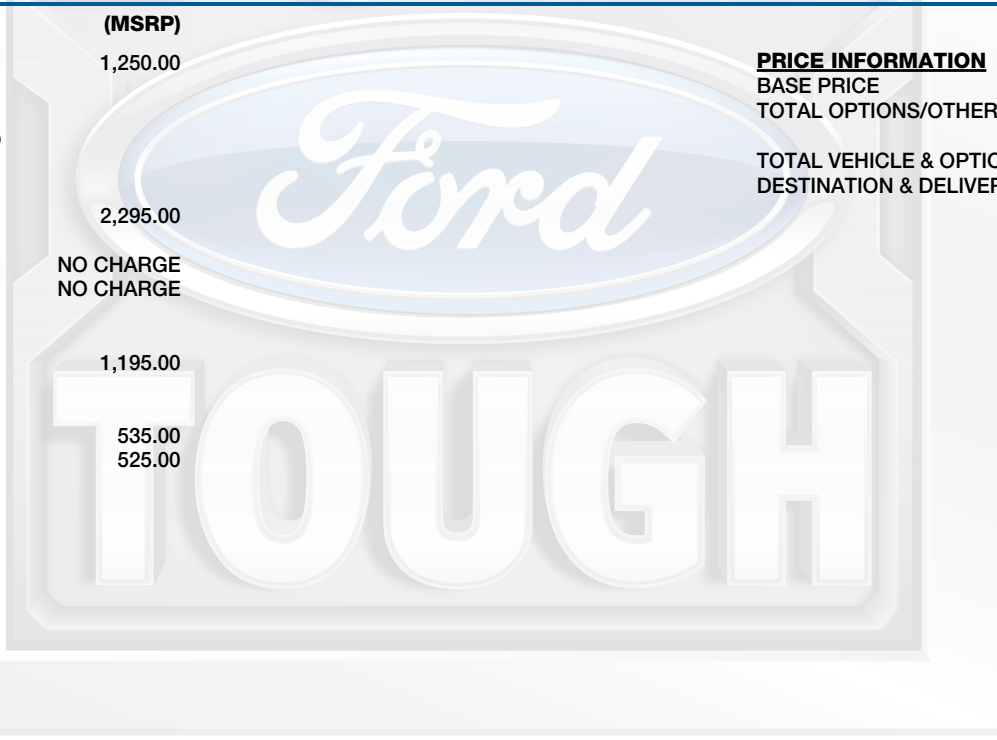 (MSRP)
1,250.00
2,295.00
NO CHARGE
NO CHARGE
1,195.00
535.00
525.00
PRICE INFORMATION
BASE PRICE
TOTAL OPTIONS/OTHER
TOTAL VEHICLE & OPTIO
DESTINATION & DELIVER
Ford
TOUGH